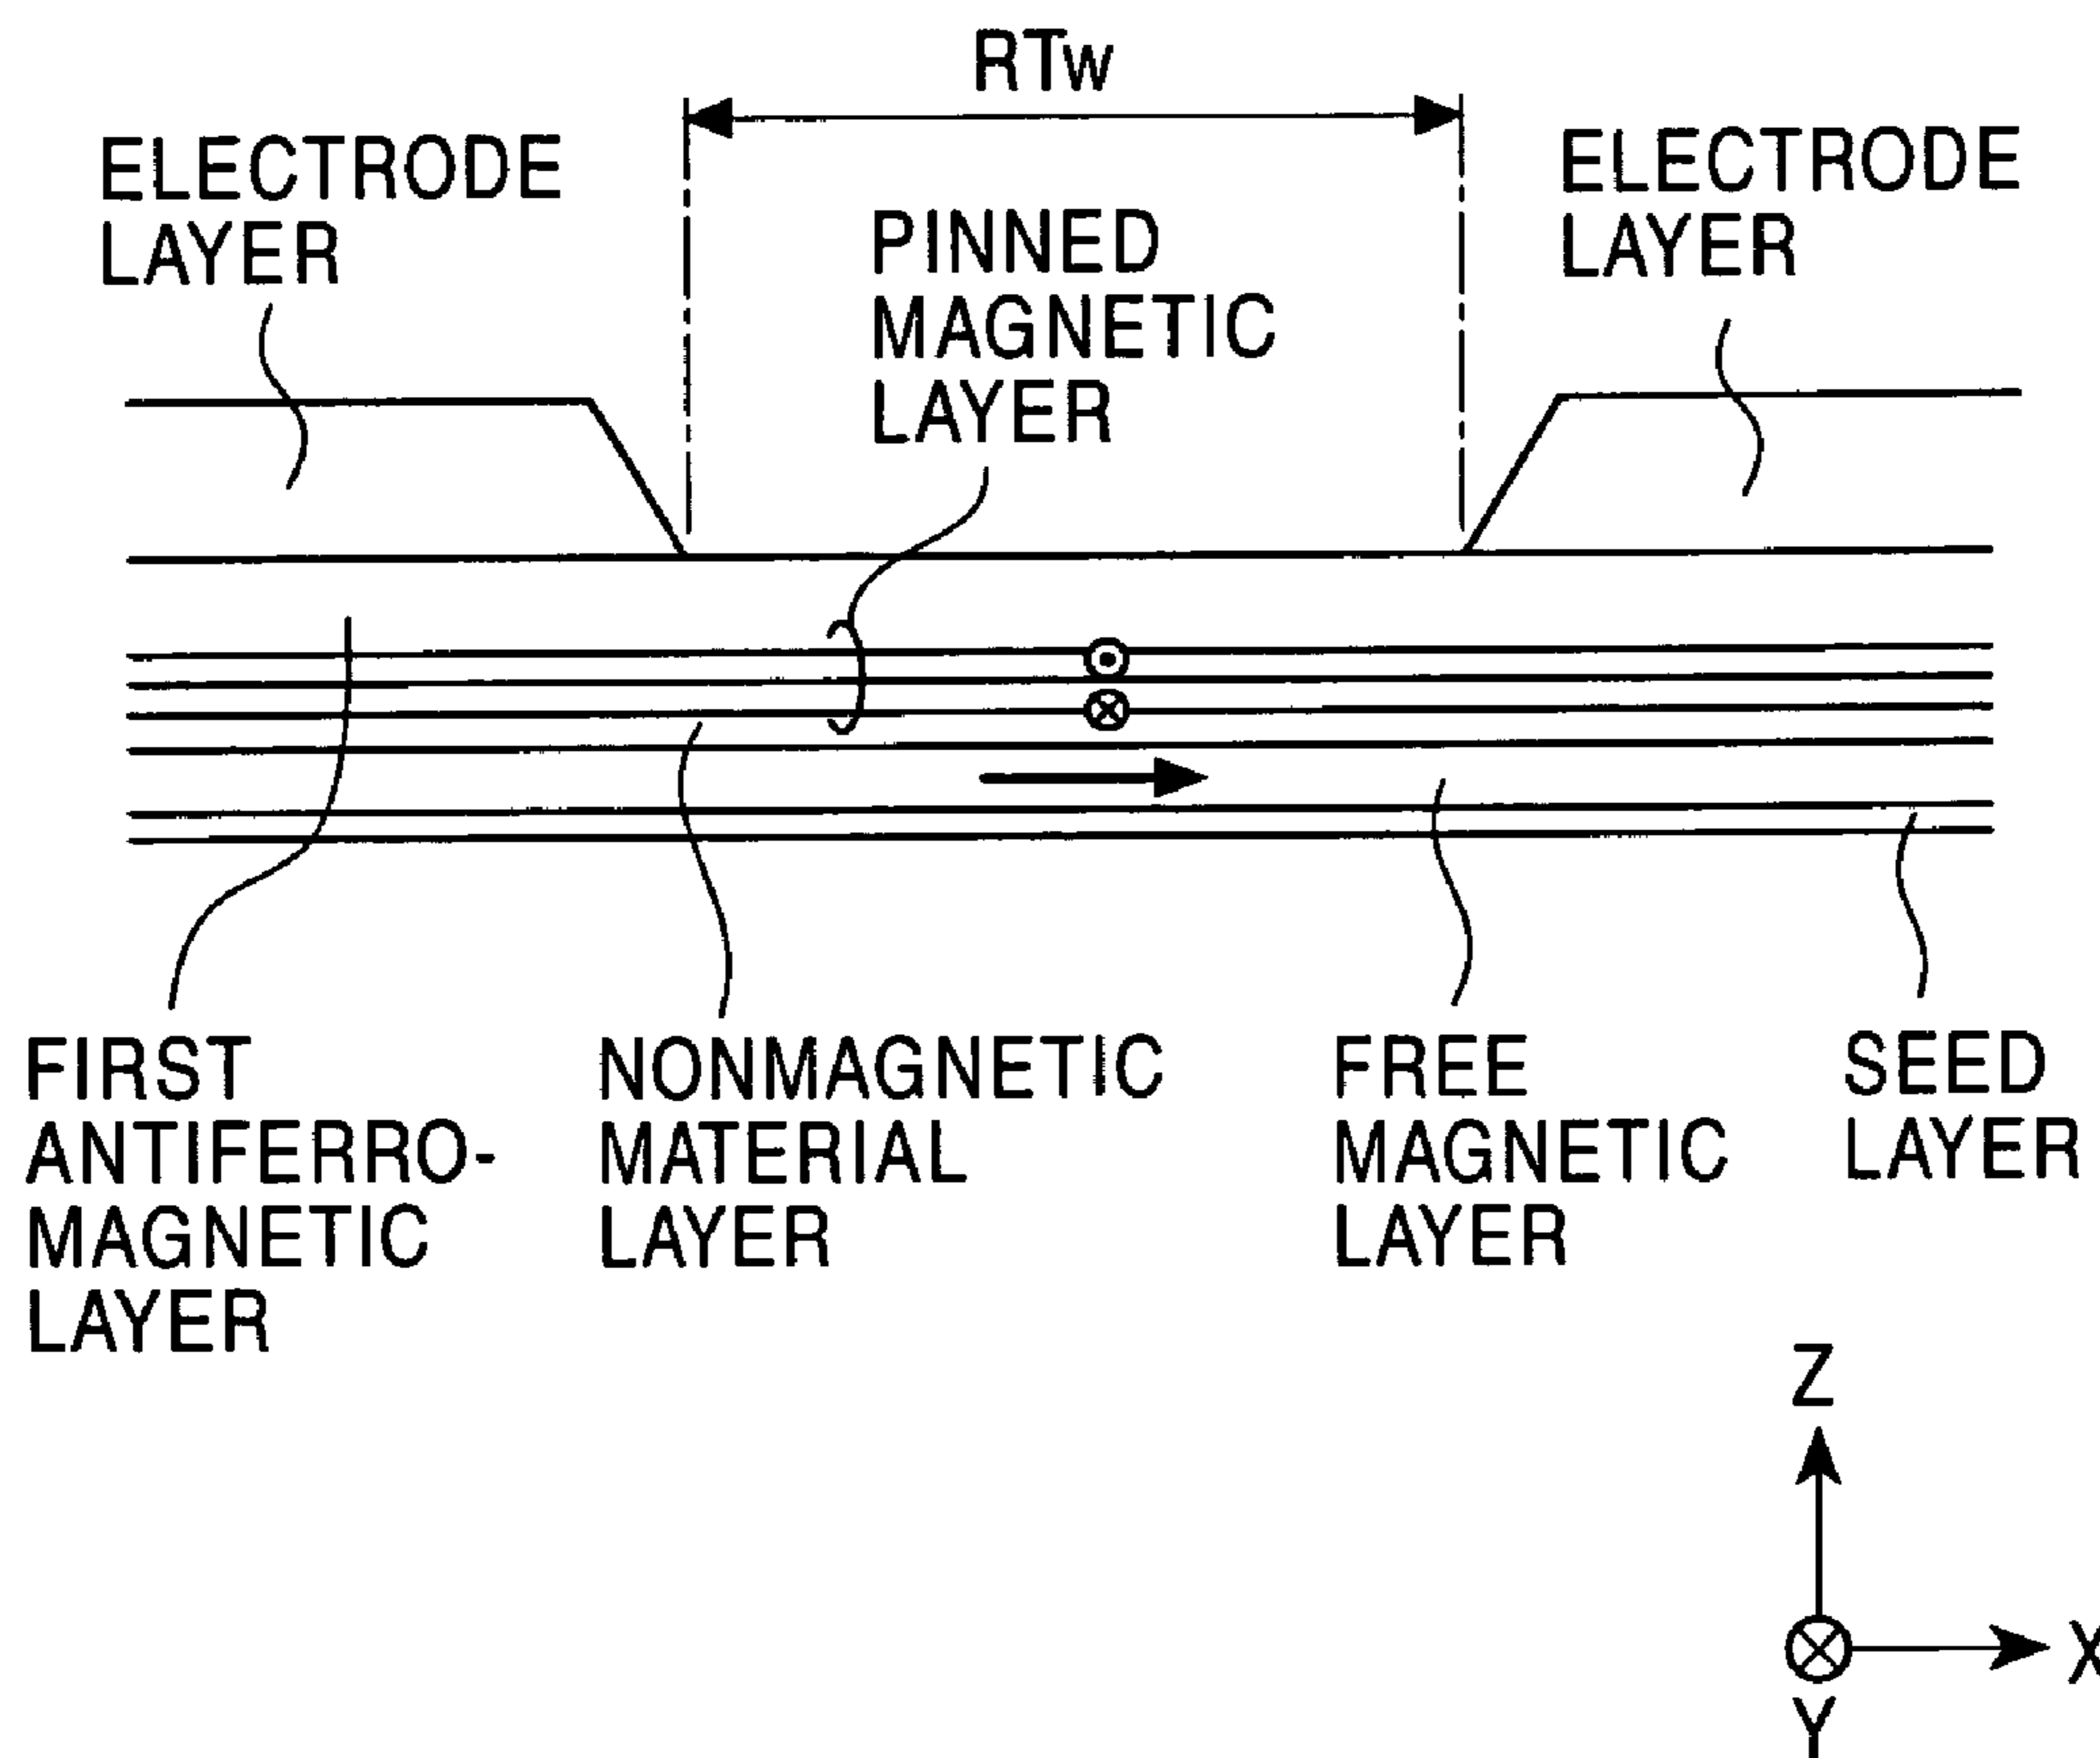 RTw
ELECTRODE
LAYER
PINNED
MAGNETIC
LAYER
ELECTRODE
LAYER
FIRST
ANTIFERRO-
MAGNETIC
LAYER
NONMAGNETIC
MATERIAL
LAYER
FREE
MAGNETIC
LAYER
SEED
LAYER
Z
X
Y